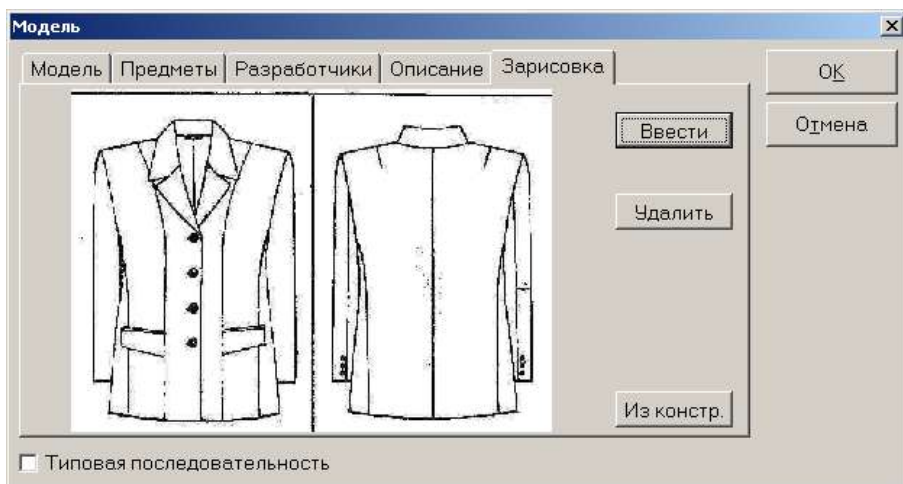 Модель
Модель Предметы Разработчики Описание Зарисовка
OK
Отмена
Ввести
Удалить
Из констр.
Типовая последовательность